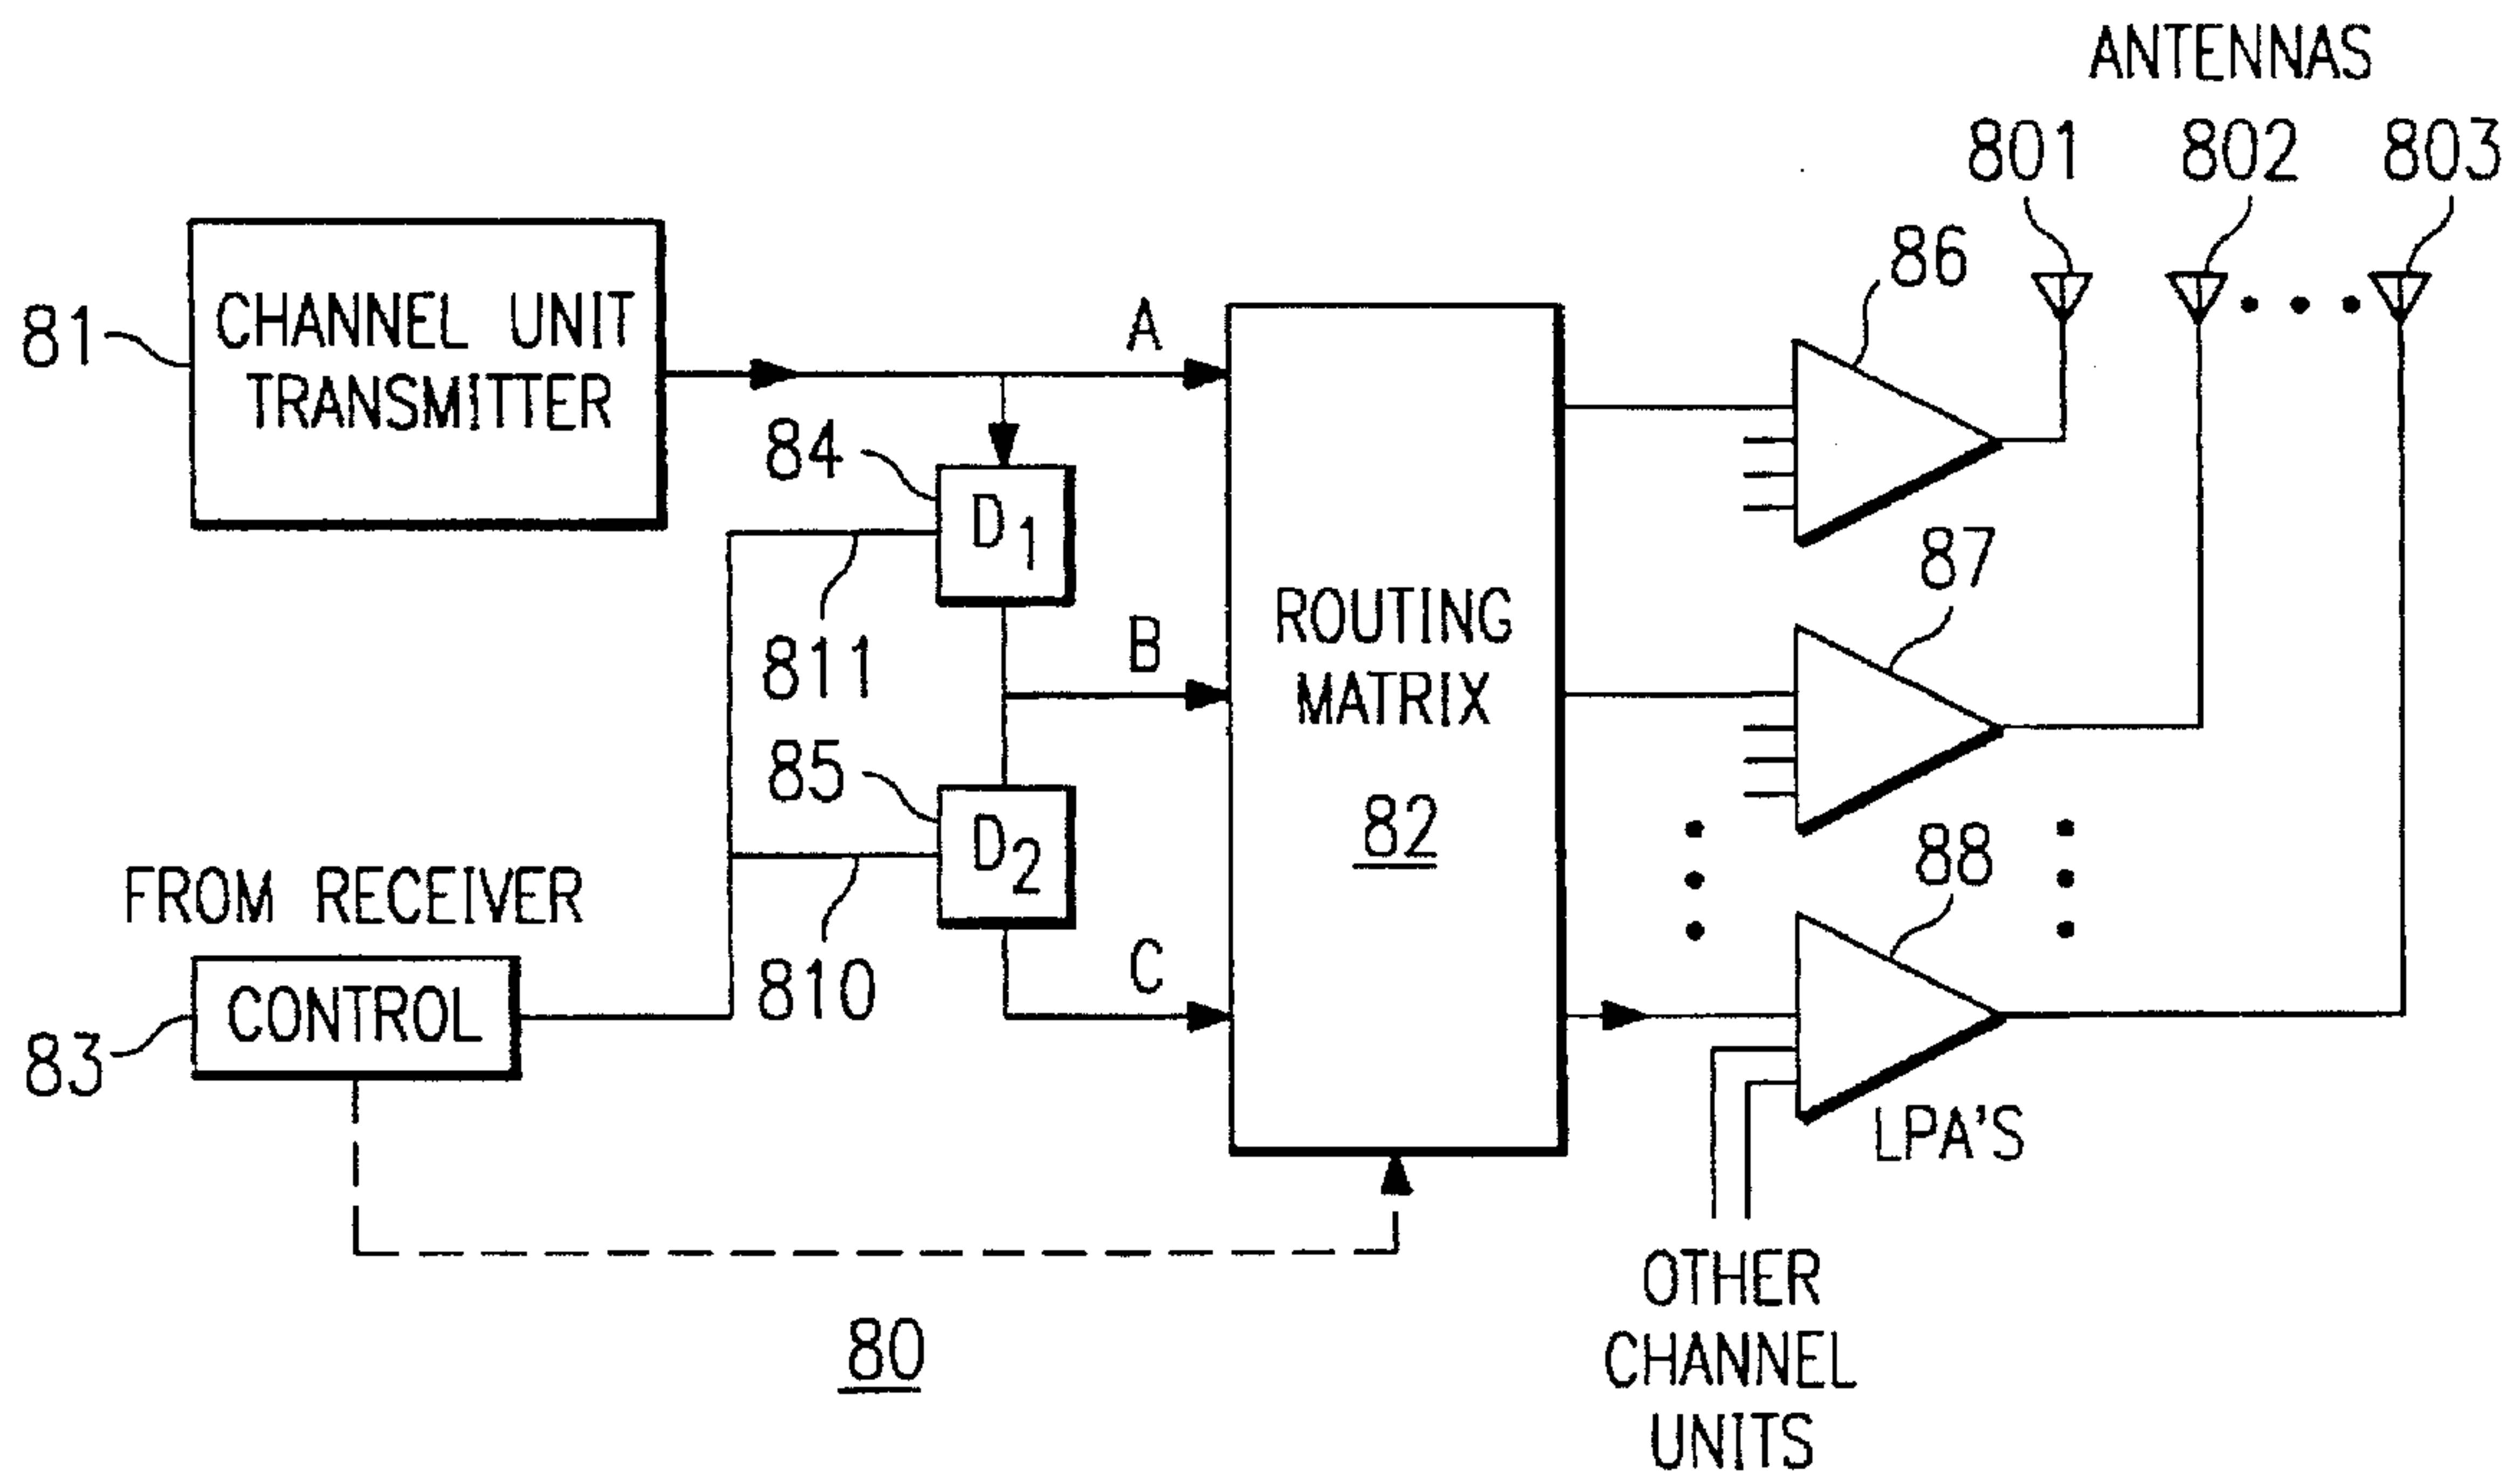 ANTENNAS
801
802
803
86
81
CHANNEL UNIT
TRANSMITTER
A
84
D1
87
811
B
ROUTING
MATRIX
85
D2
82
88
FROM RECEIVER
810
C
CONTROL
83
LPA'S
OTHER
CHANNEL
UNITS
80